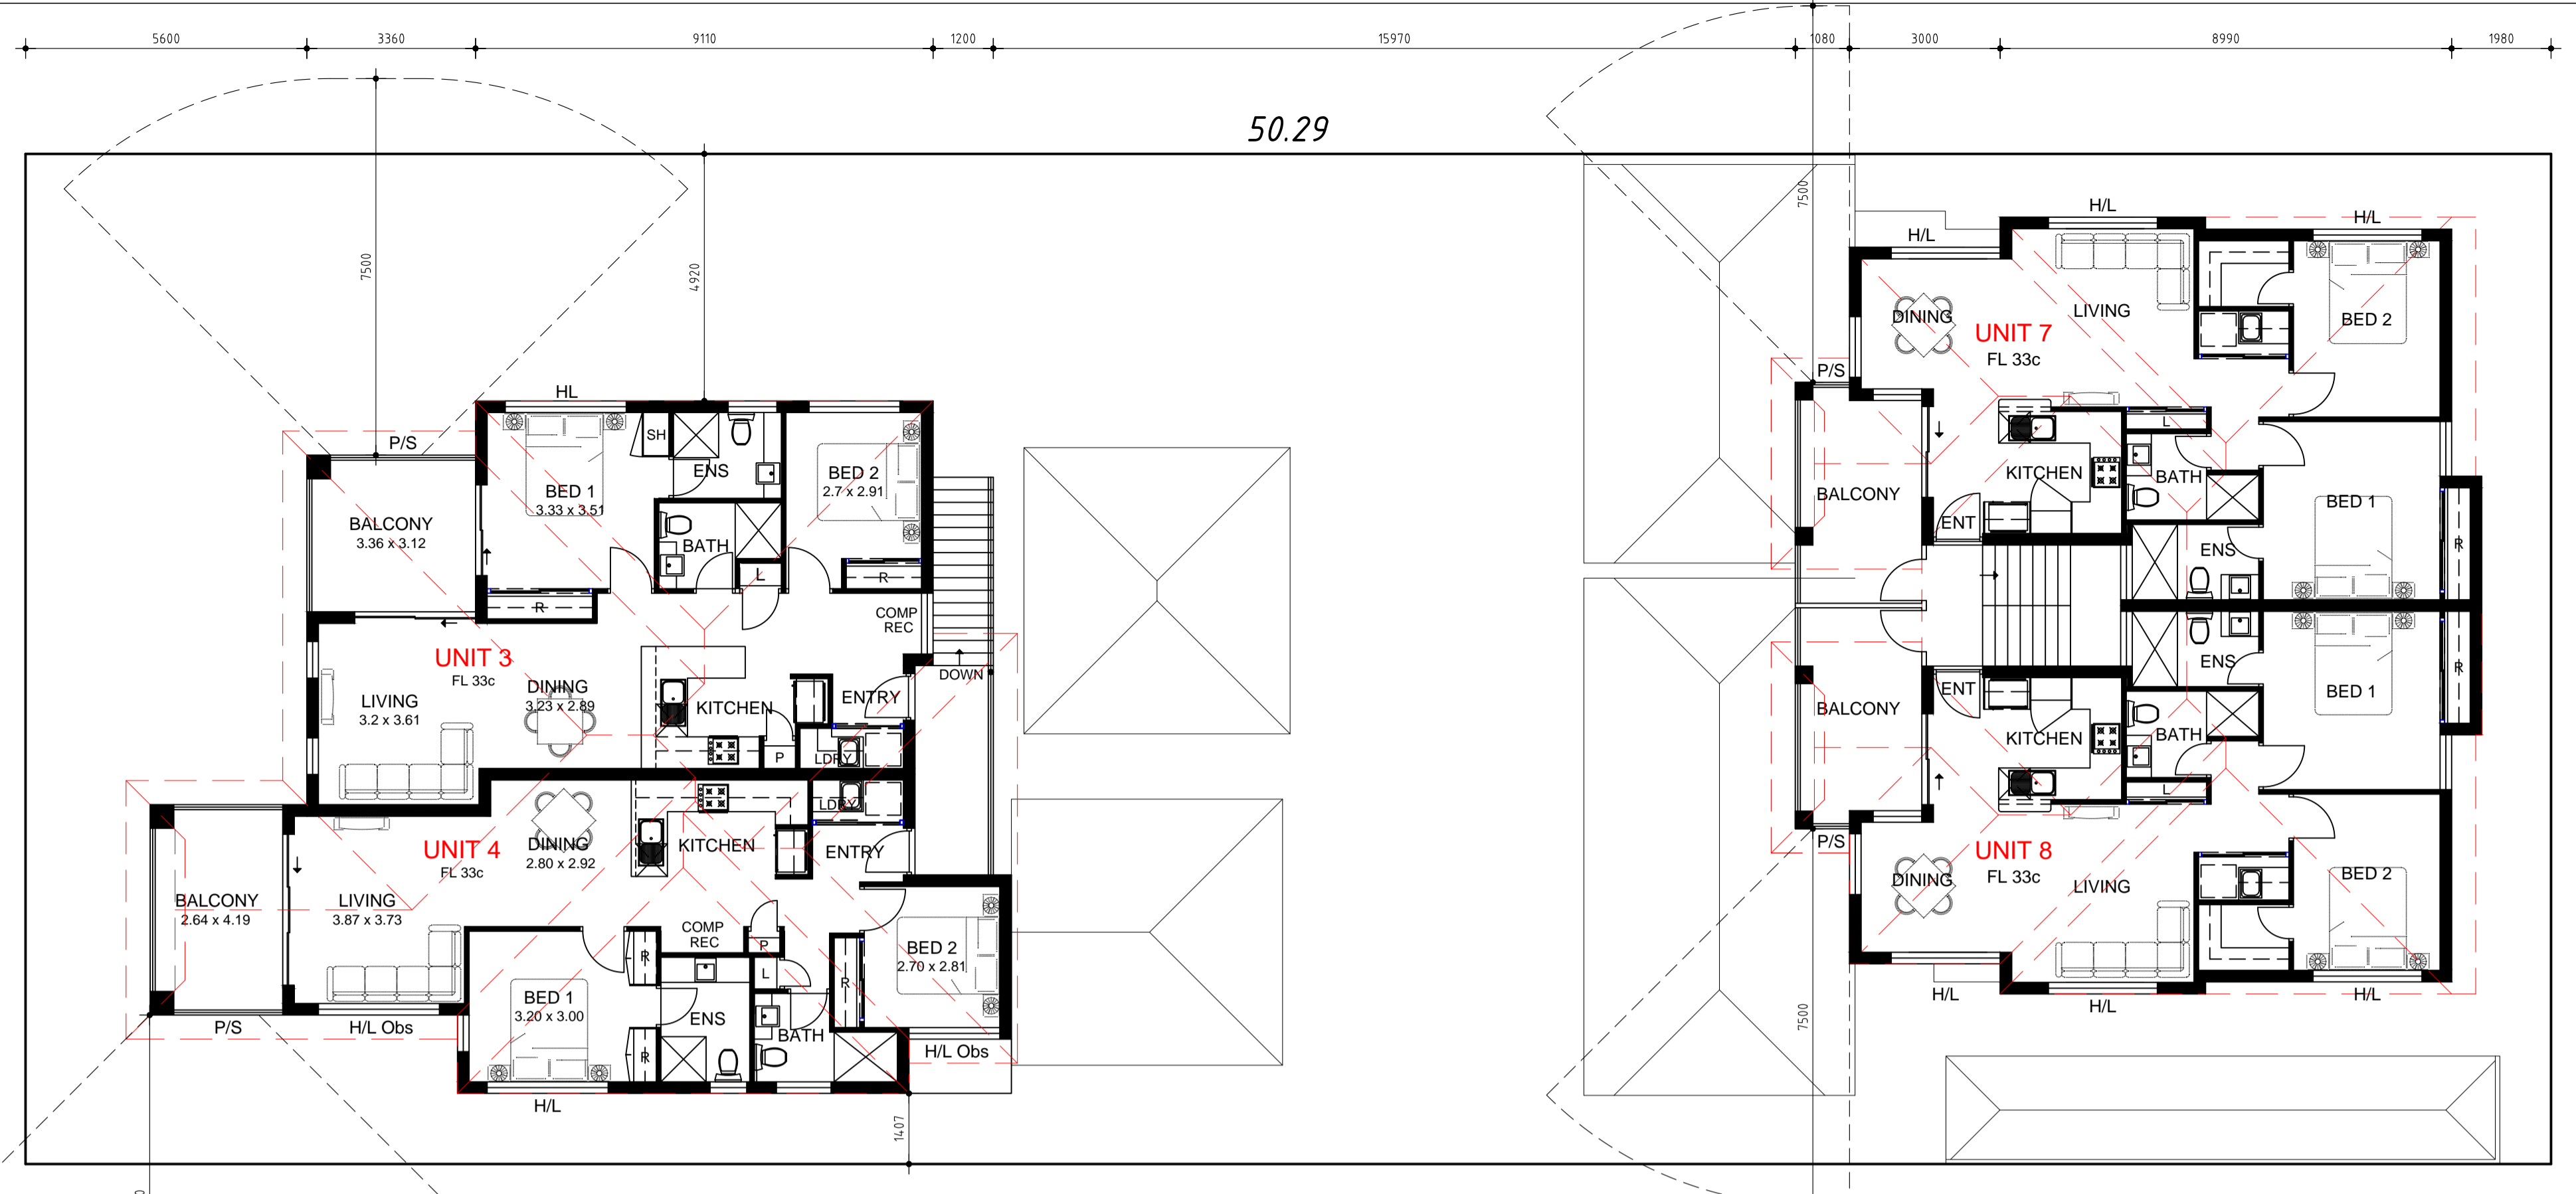 5600 3360 9110 1200 15970 1080 3000 8990 1980
50.29
7500
4920
HL
P/S
SH
ENS
BED 1
3.33 x 3.51
BED 2
2.7 x 2.91
BALCONY
3.36 x 3.12
BATH
L
R
R
COMP
REC
UNIT 3
FL 33c
DOWN
LIVING
3.2 x 3.61
DINING
3.23 x 2.89
KITCHEN
ENTRY
P
LDRY
LDRY
UNIT 4
FL 33c
DINING
2.80 x 2.92
KITCHEN
ENTRY
BALCONY
2.64 x 4.19
LIVING
3.87 x 3.73
COMP
REC
P
R
L
R
BED 2
2.70 x 2.81
BED 1
3.20 x 3.00
ENS
BATH
R
P/S
H/L Obs
H/L Obs
H/L
1407
7500
H/L
H/L
H/L
DINING
LIVING
BED 2
UNIT 7
FL 33c
P/S
L
KITCHEN
BATH
BALCONY
ENT
BED 1
ENS
R
ENS
R
ENT
BED 1
BALCONY
KITCHEN
BATH
L
P/S
UNIT 8
FL 33c
DINING
LIVING
BED 2
H/L
H/L
H/L
7500